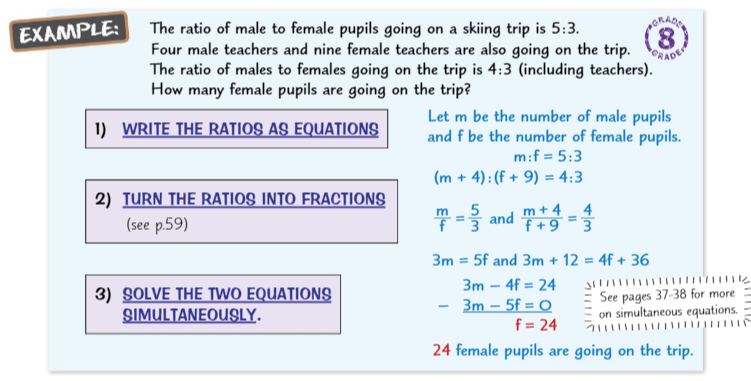 EXAMPLE:
The ratio of male to female pupils going on a skiing trip is 5:3.
Four male teachers and nine female teachers are also going on the trip.
The ratio of males to females going on the trip is 4:3 (including teachers).
How many female pupils are going on the trip?
GRADE
8
GRADE
1) WRITE THE RATIOS AS EQUATIONS
Let m be the number of male pupils
and f be the number of female pupils.
m:f = 5:3
(m + 4):(f + 9) = 4:3
2) TURN THE RATIOS INTO FRACTIONS
(see p.59)
m/f = 5/3 and m + 4/f + 9 = 4/3
3m = 5f and 3m + 12 = 4f + 36
3) SOLVE THE TWO EQUATIONS
SIMULTANEOUSLY.
3m − 4f = 24
− 3m − 5f = 0
f = 24
See pages 37-38 for more
on simultaneous equations.
24 female pupils are going on the trip.